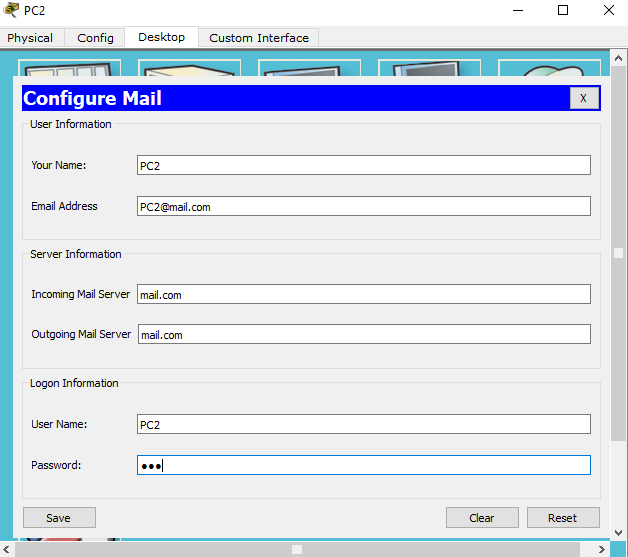 PC2
Physical Config Desktop Custom Interface
Configure Mail X
User Information
Your Name: PC2
Email Address PC2@mail.com
Server Information
Incoming Mail Server mail.com
Outgoing Mail Server mail.com
Logon Information
User Name: PC2
Password: •••
Save Clear Reset